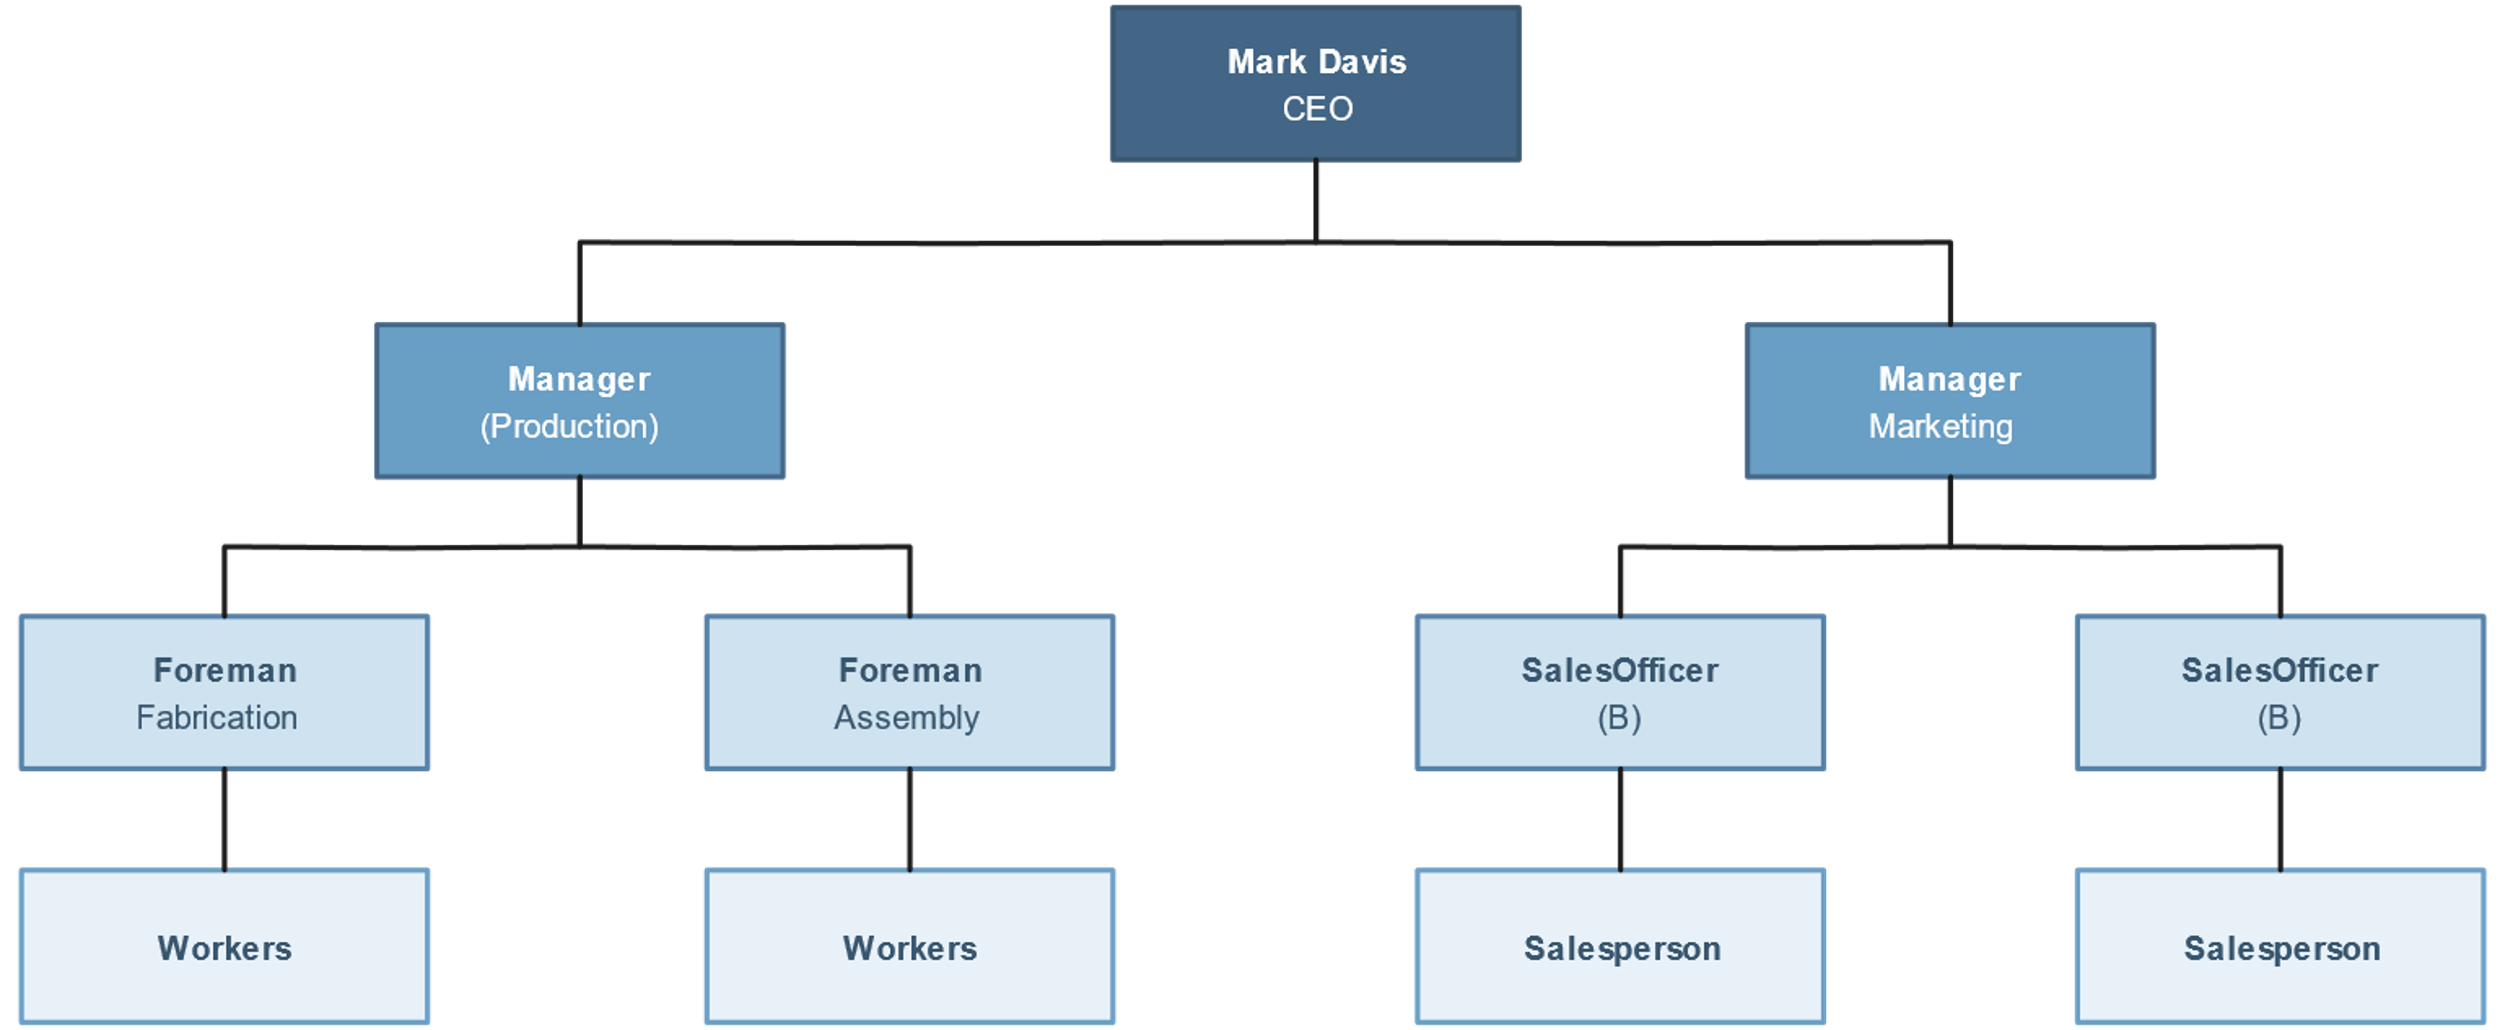 Mark Davis
CEO
Manager
(Production)
Manager
Marketing
Foreman
Fabrication
Foreman
Assembly
SalesOfficer
(B)
SalesOfficer
(B)
Workers
Workers
Salesperson
Salesperson